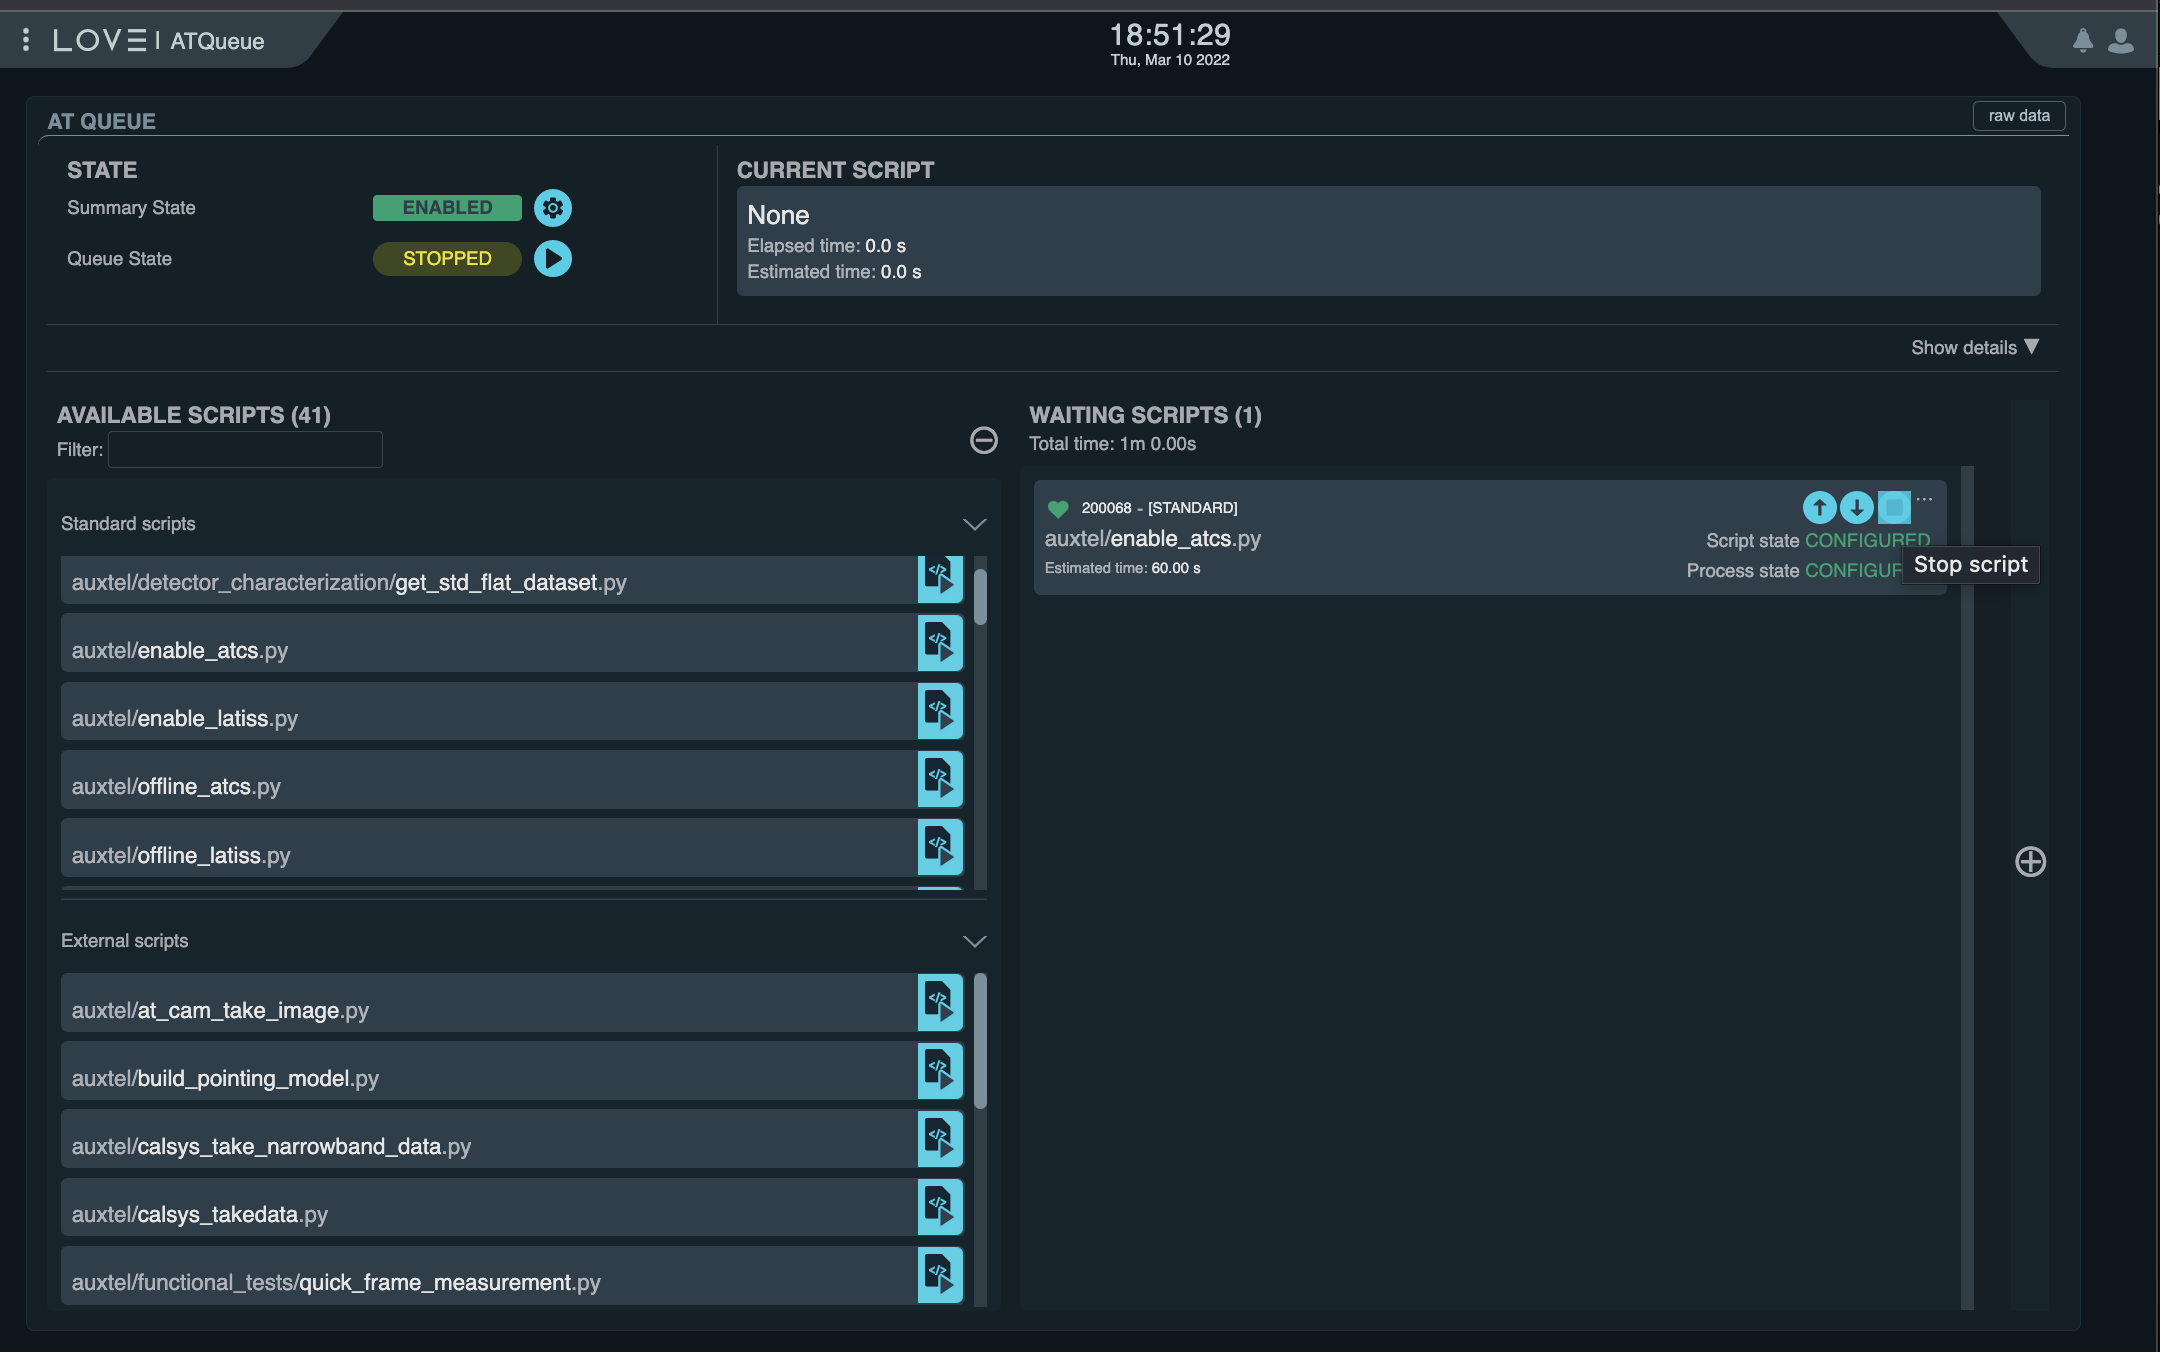 LOVE | ATQueue
18:51:29
Thu, Mar 10 2022
AT QUEUE
raw data
STATE
Summary State
ENABLED
Queue State
STOPPED
CURRENT SCRIPT
None
Elapsed time: 0.0 s
Estimated time: 0.0 s
Show details
AVAILABLE SCRIPTS (41)
Filter:
Standard scripts
auxtel/detector_characterization/get_std_flat_dataset.py
auxtel/enable_atcs.py
auxtel/enable_latiss.py
auxtel/offline_atcs.py
auxtel/offline_latiss.py
External scripts
auxtel/at_cam_take_image.py
auxtel/build_pointing_model.py
auxtel/calsys_take_narrowband_data.py
auxtel/calsys_takedata.py
auxtel/functional_tests/quick_frame_measurement.py
WAITING SCRIPTS (1)
Total time: 1m 0.00s
200068 - [STANDARD]
...
auxtel/enable_atcs.py
Script state CONFIGURED
Estimated time: 60.00 s
Process state CONFIGUR
Stop script